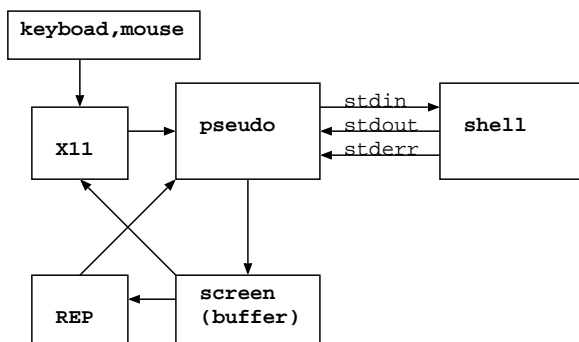 keyboad,mouse
stdin
pseudo
stdout
shell
X11
stderr
screen
(buffer)
REP